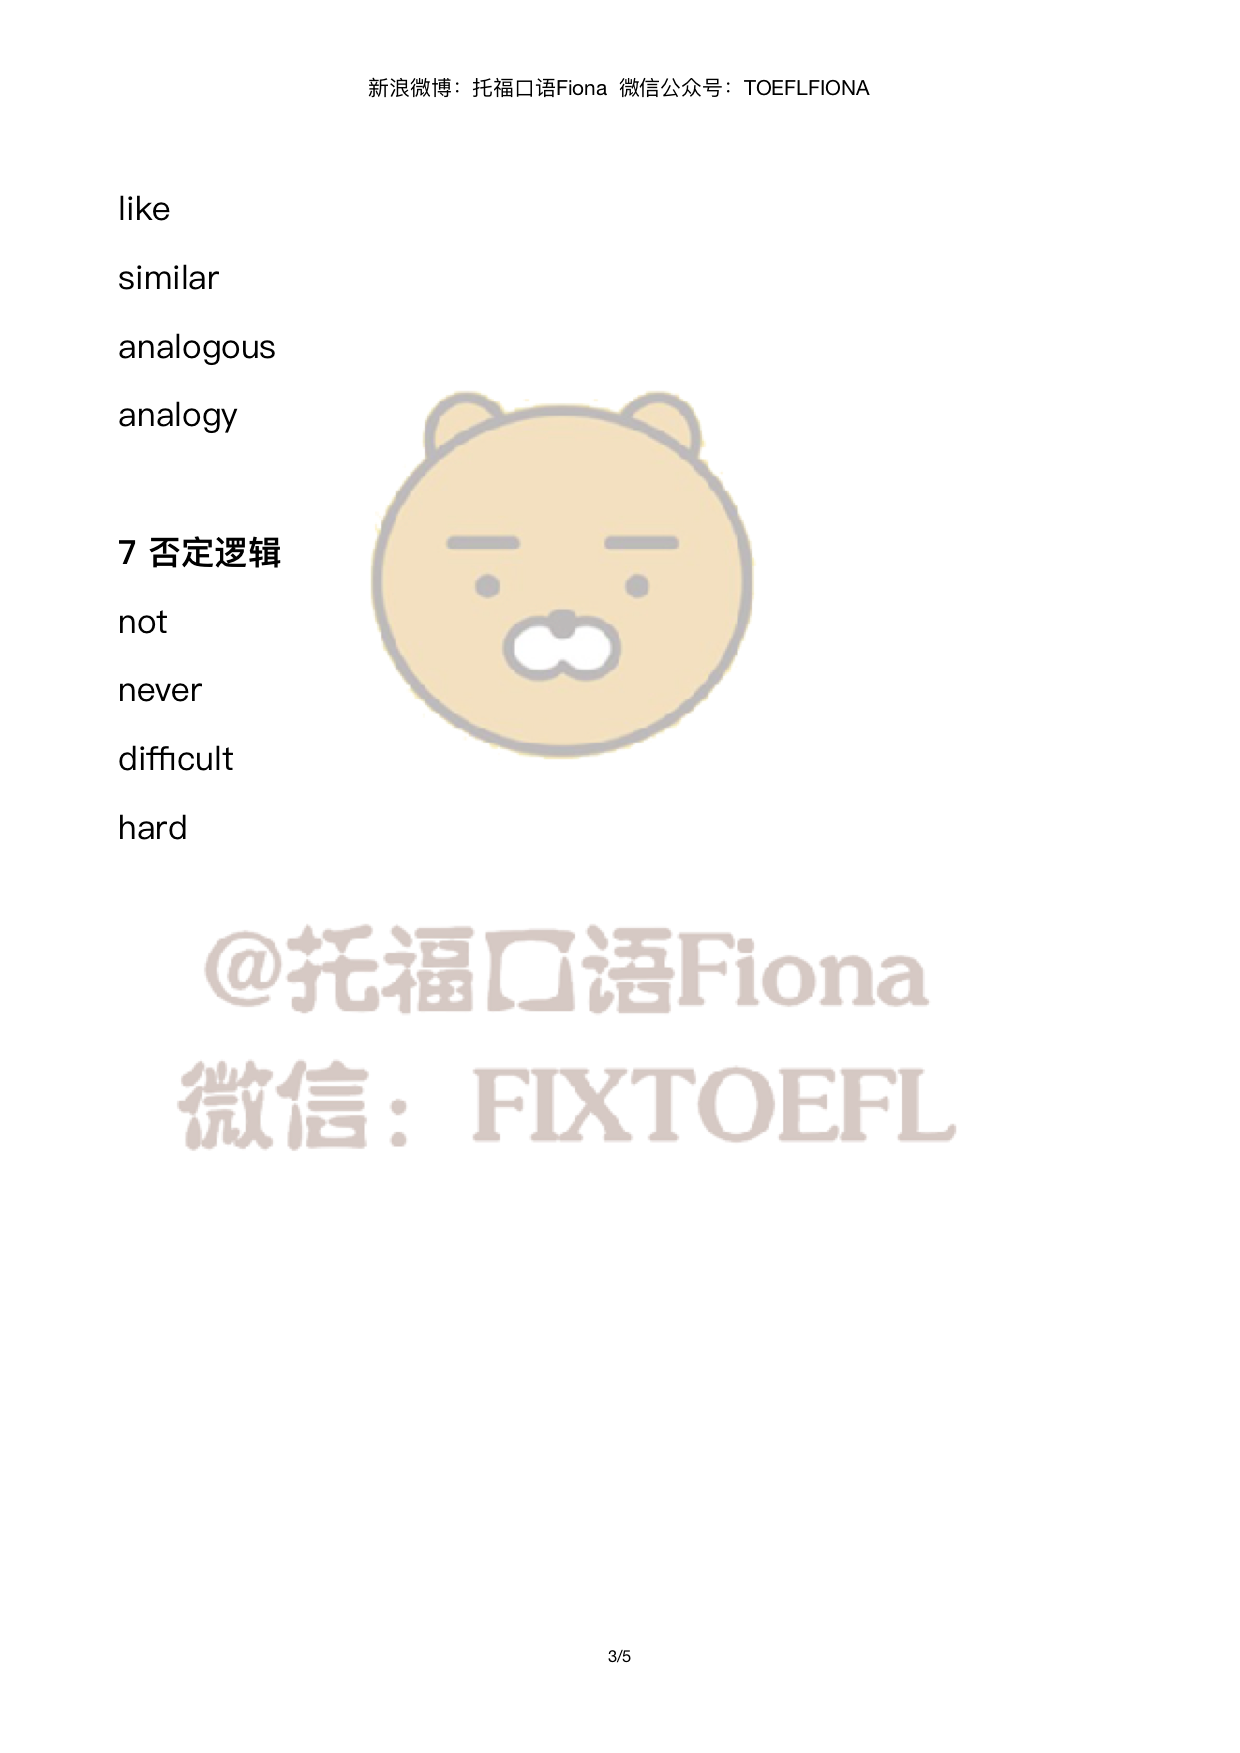 新浪微博：托福口语Fiona  微信公众号：TOEFLFIONA
like
similar
analogous
analogy
7 否定逻辑
not
never
difficult
hard
@托福口语Fiona
微信：FIXTOEFL
3/5